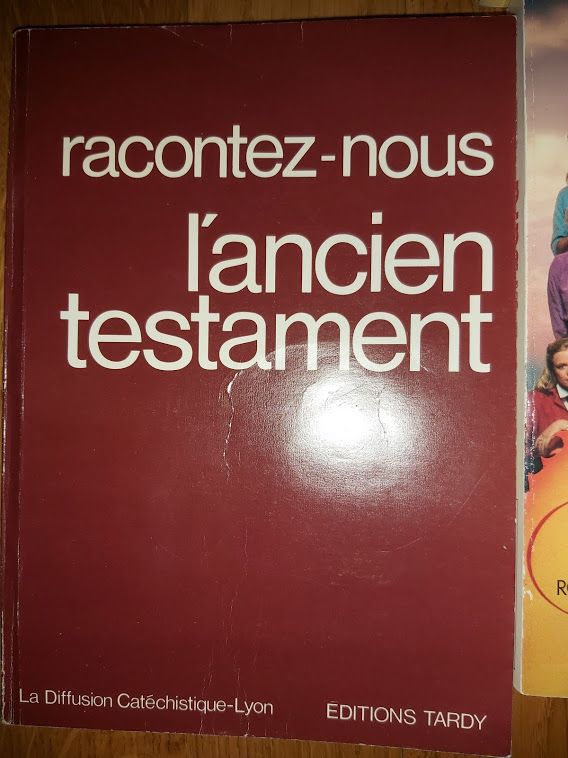 racontez-nous
l'ancien
testament
La Diffusion Catéchistique-Lyon
EDITIONS TARDY